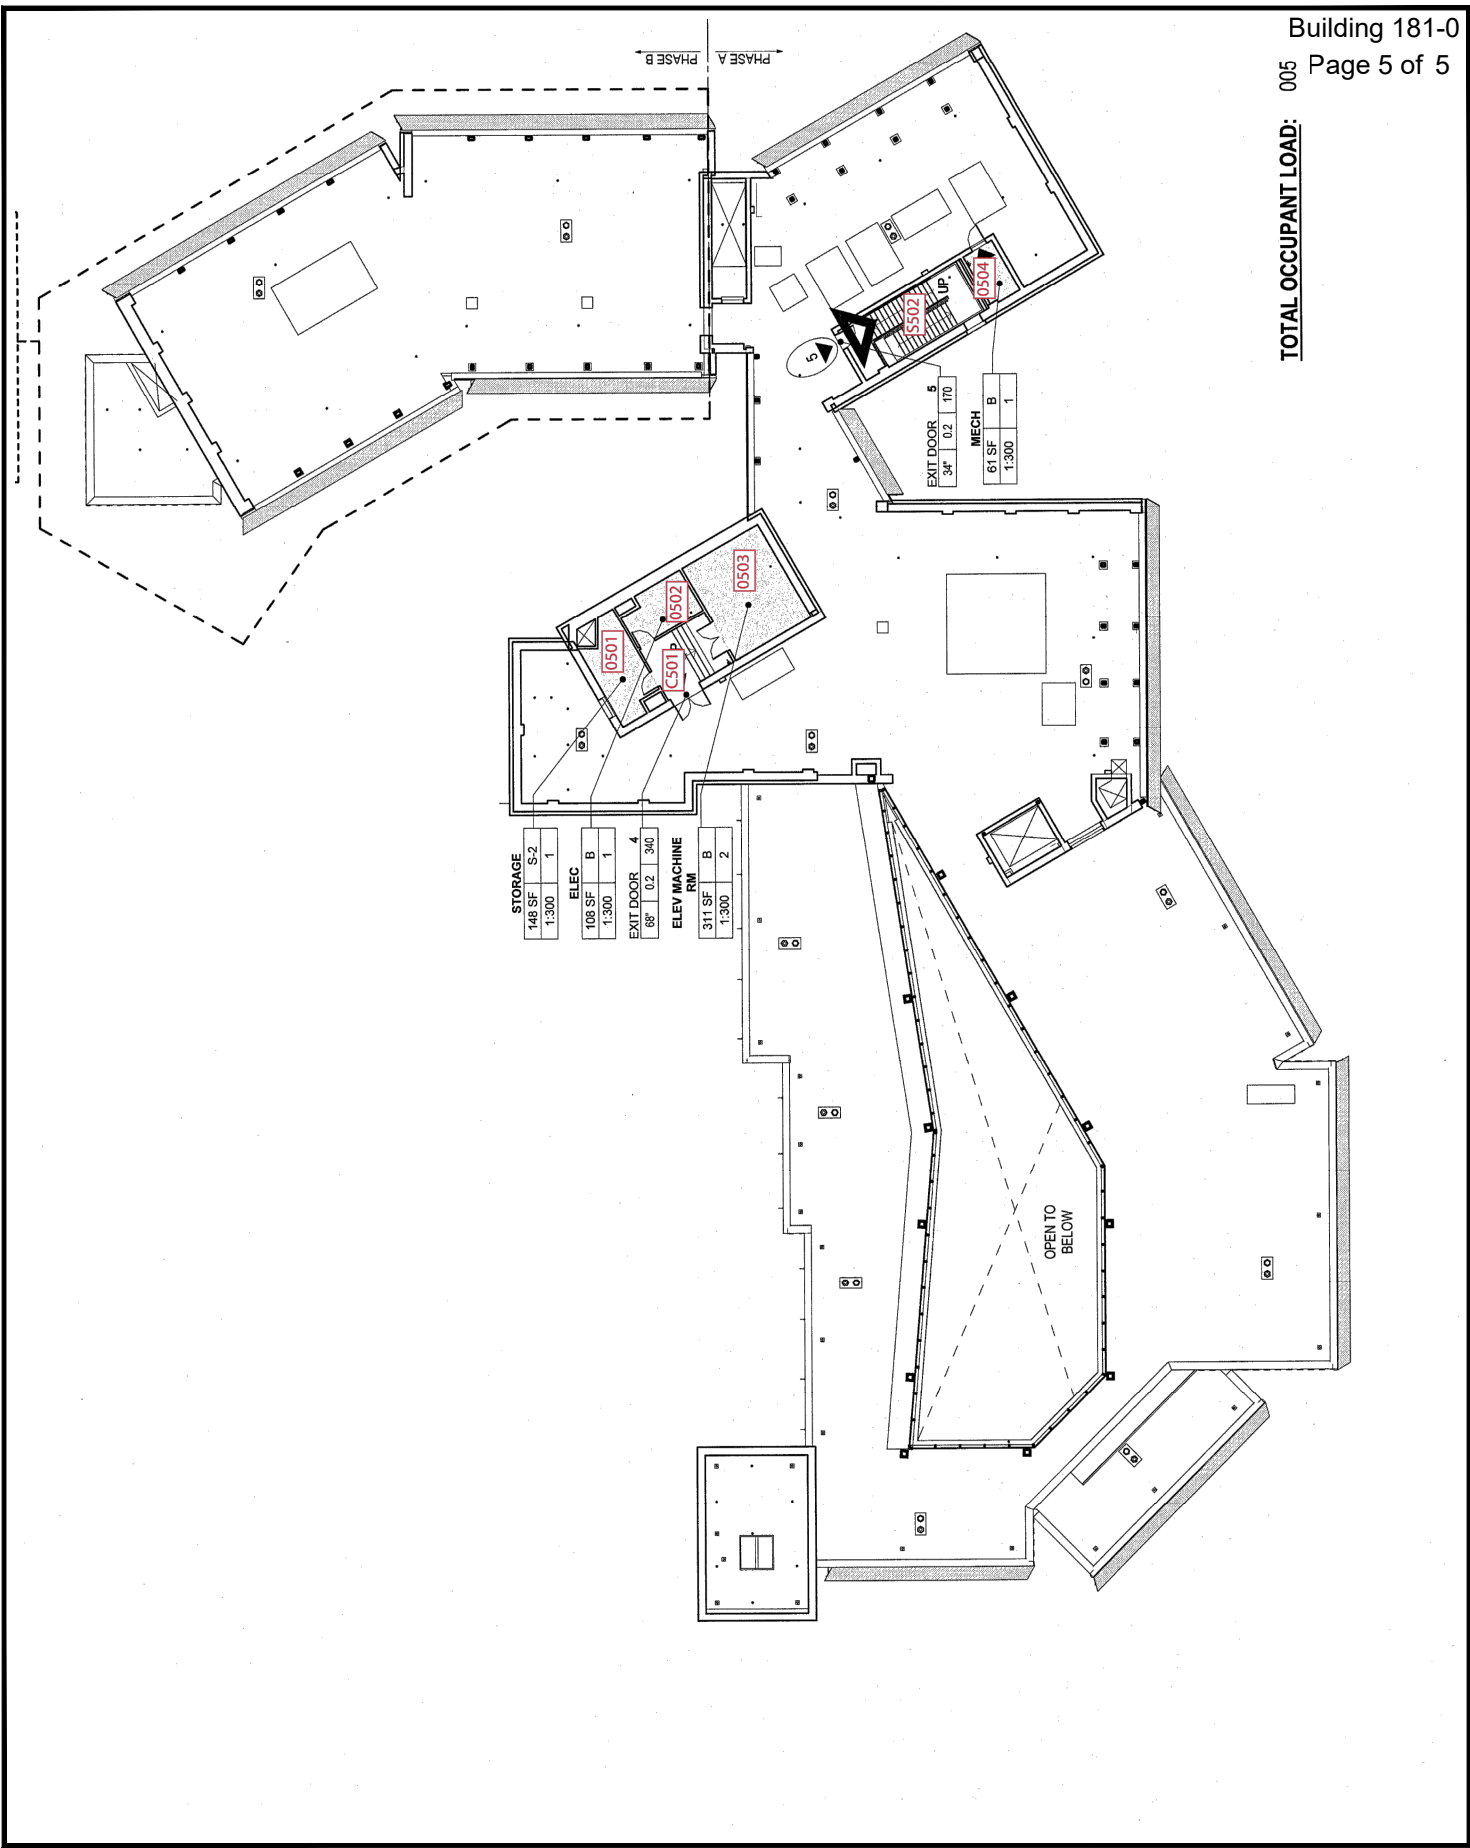 Building 181-0
Page 5 of 5
TOTAL OCCUPANT LOAD: 005
PHASE B
PHASE A
0504
S502
UP
5
EXIT DOOR 5
34" 0.2 170
MECH
61 SF B
1:300 1
0503
0502
0501
C501
STORAGE
148 SF S-2
1:300 1
ELEC
108 SF B
1:300 1
EXIT DOOR 4
68" 0.2 340
ELEV MACHINE
RM
311 SF B
1:300 2
OPEN TO
BELOW